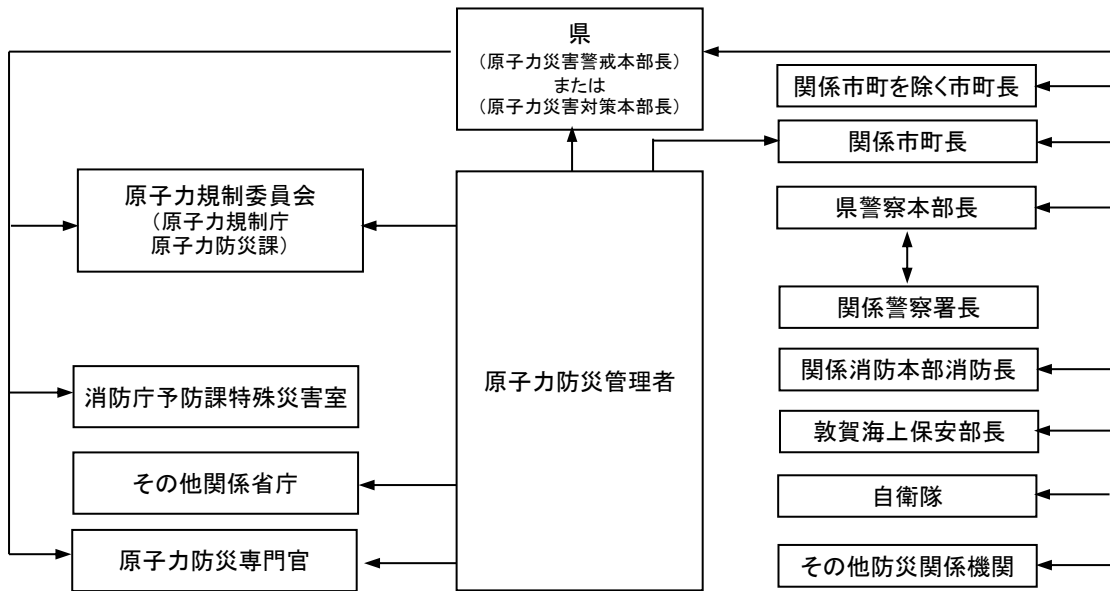 県
(原子力災害警戒本部長)
または
(原子力災害対策本部長)
関係市町を除く市町長
関係市町長
原子力規制委員会
(原子力規制庁
原子力防災課)
県警察本部長
関係警察署長
原子力防災管理者
消防庁予防課特殊災害室
関係消防本部消防長
敦賀海上保安部長
その他関係省庁
自衛隊
原子力防災専門官
その他防災関係機関